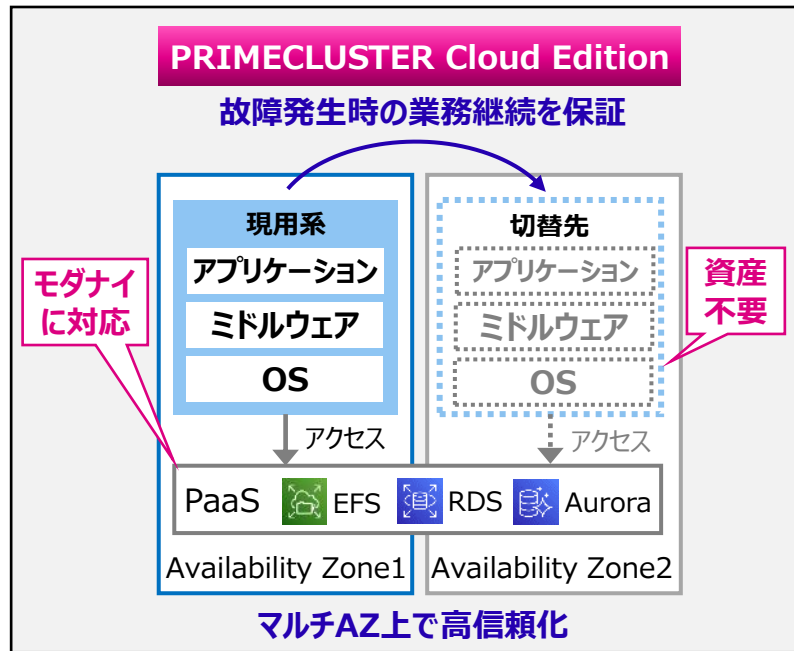 PRIMECLUSTER Cloud Edition
故障発生時の業務継続を保証
現用系
アプリケーション
ミドルウェア
OS
アクセス
切替先
アプリケーション
ミドルウェア
OS
アクセス
モダナイ
に対応
資産
不要
PaaS EFS RDS Aurora
Availability Zone1
Availability Zone2
マルチAZ上で高信頼化